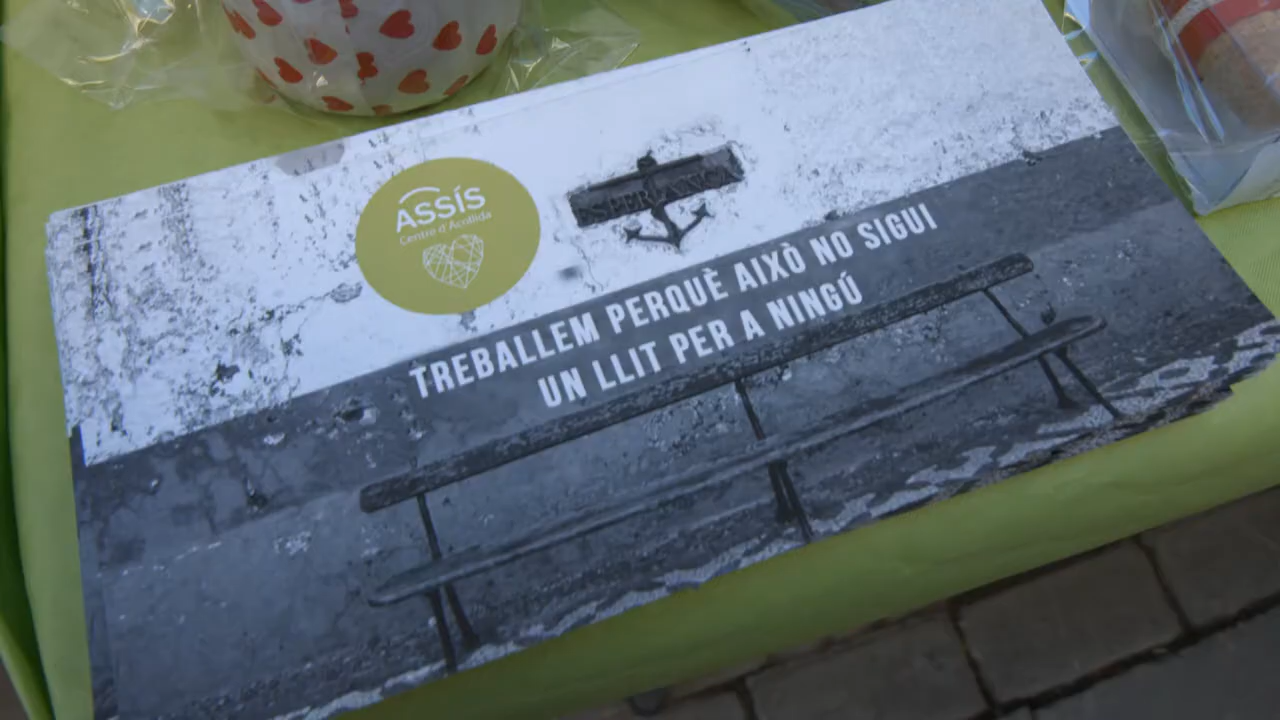 ASSÍS
Centre d'Acollida
ESPERANÇA
TREBALLEM PERQUÈ AIXÒ NO SIGUI
UN LLIT PER A NINGÚ